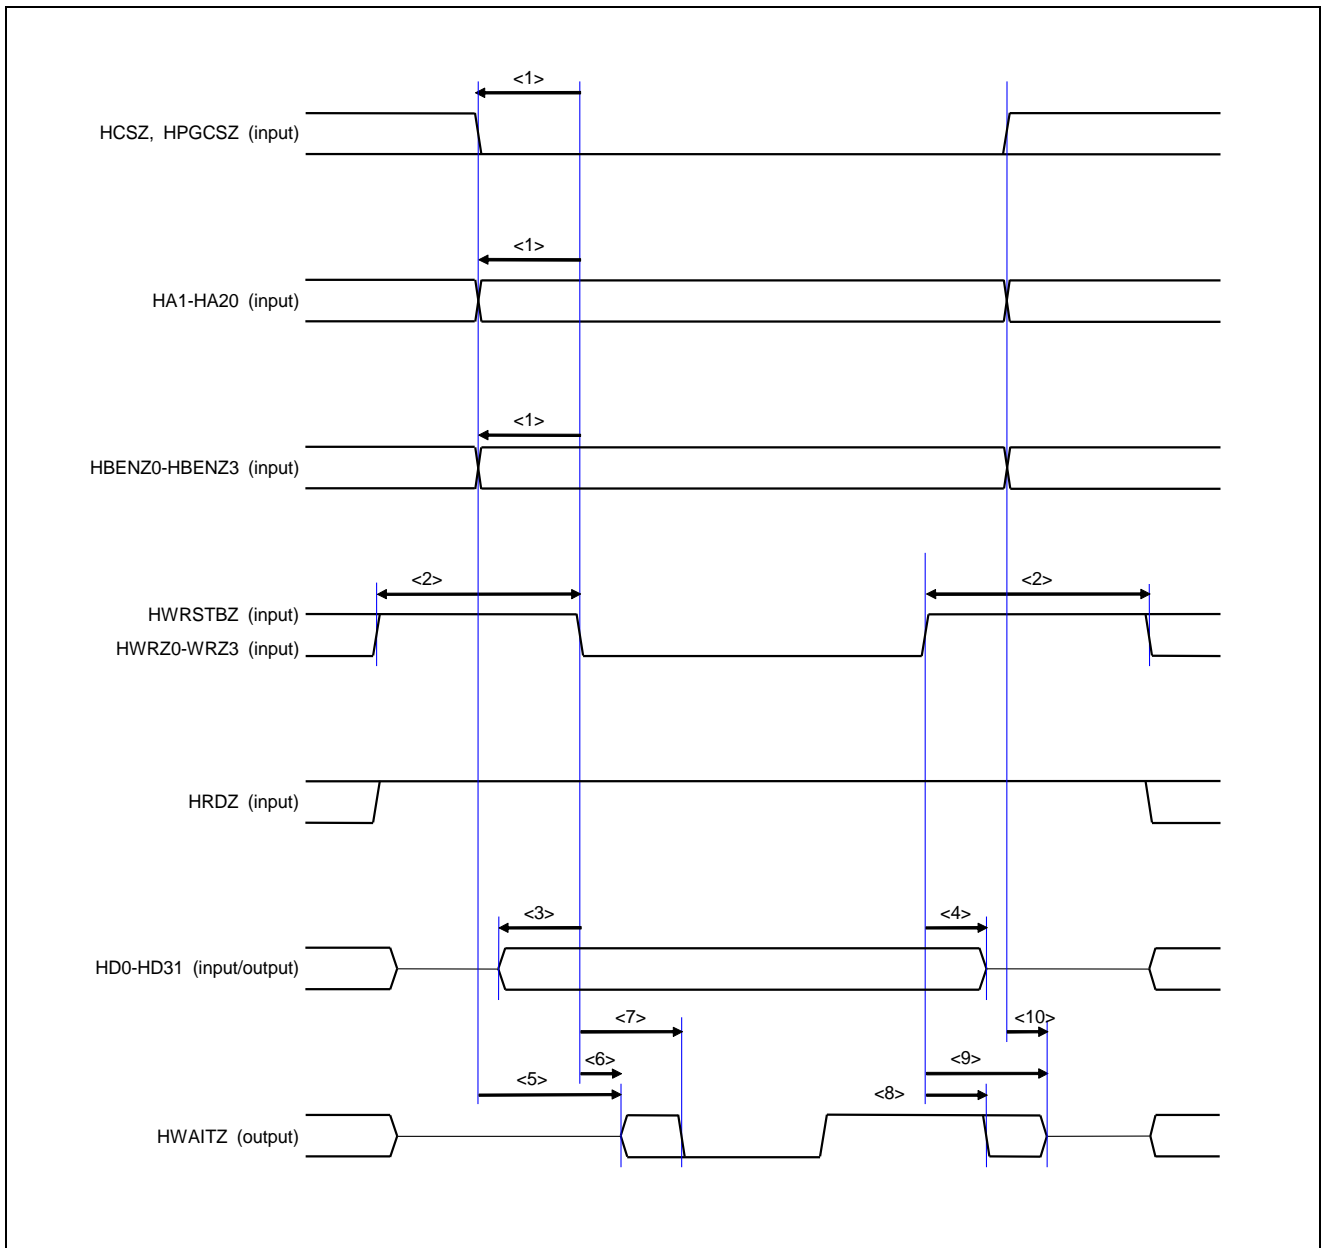 <1>
HCSZ, HPGCSZ (input)
<1>
HA1-HA20 (input)
<1>
HBENZ0-HBENZ3 (input)
<2> <2>
HWRSTBZ (input)
HWRZ0-WRZ3 (input)
HRDZ (input)
<3> <4>
HD0-HD31 (input/output)
<7> <10>
<6> <9>
<5> <8>
HWAITZ (output)